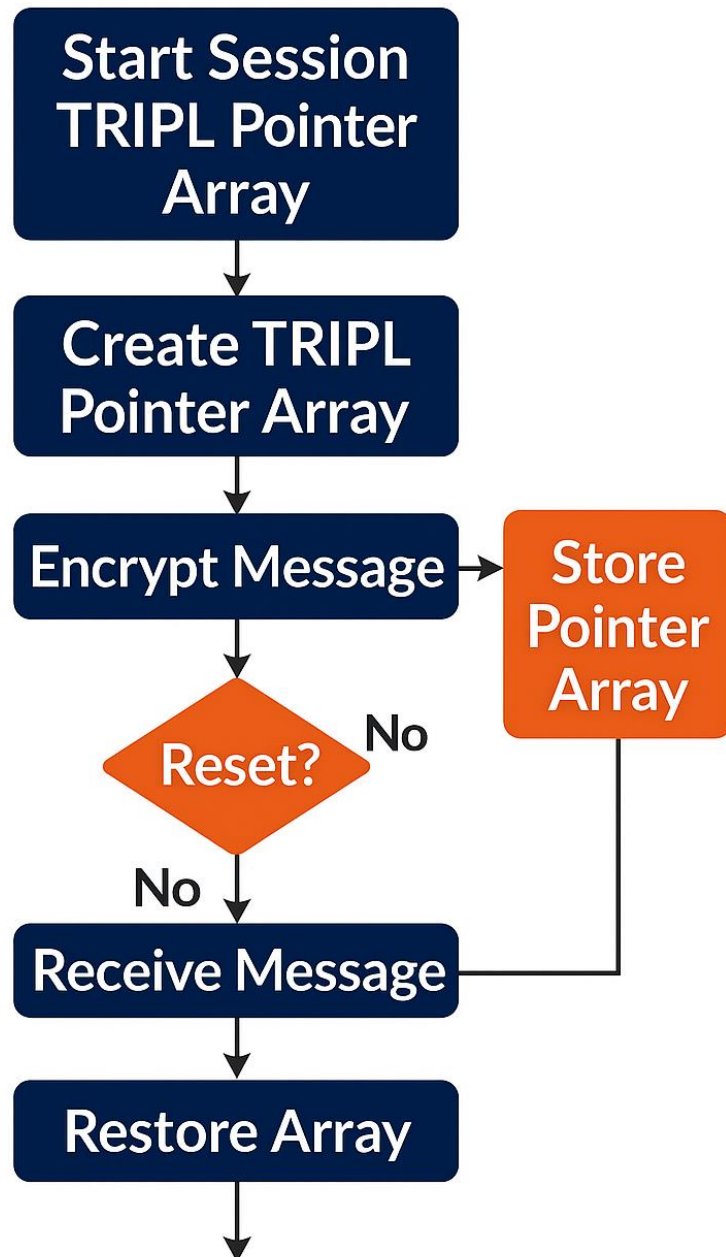 Start Session
TRIPL Pointer
Array
Create TRIPL
Pointer Array
Encrypt Message
Store
Pointer
Array
Reset?
No
No
Receive Message
Restore Array